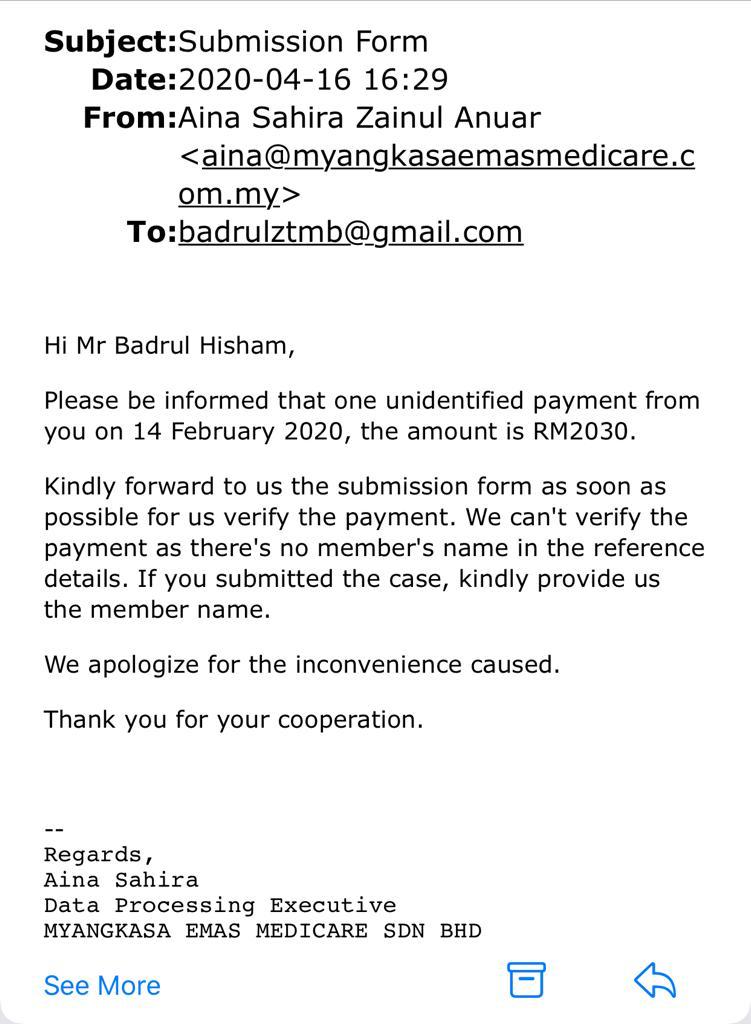 Subject:Submission Form
Date:2020-04-16 16:29
From:Aina Sahira Zainul Anuar
<aina@myangkasaemasmedicare.c
om.my>
To:badrulztmb@gmail.com
Hi Mr Badrul Hisham,
Please be informed that one unidentified payment from
you on 14 February 2020, the amount is RM2030.
Kindly forward to us the submission form as soon as
possible for us verify the payment. We can't verify the
payment as there's no member's name in the reference
details. If you submitted the case, kindly provide us
the member name.
We apologize for the inconvenience caused.
Thank you for your cooperation.
--
Regards,
Aina Sahira
Data Processing Executive
MYANGKASA EMAS MEDICARE SDN BHD
See More